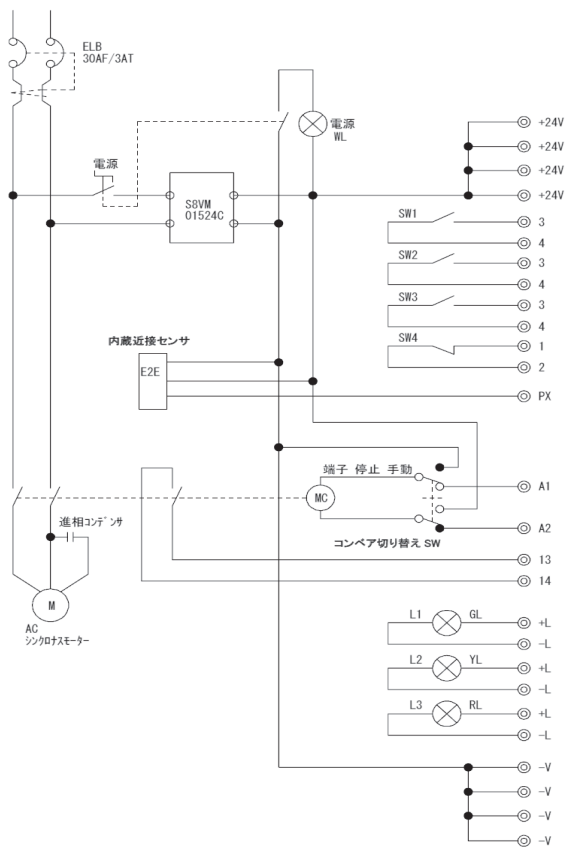 ELB
30AF/3AT
電源
WL
+24V
+24V
+24V
+24V
電源
S8VM
01524C
SW1
3
4
SW2
3
4
SW3
3
4
SW4
1
2
内蔵近接センサ
E2E
PX
端子 停止 手動
MC
A1
A2
コンベア切り替え SW
進相コンデンサ
13
14
M
AC
シンクロナスモーター
L1
GL
+L
-L
L2
YL
+L
-L
L3
RL
+L
-L
-V
-V
-V
-V